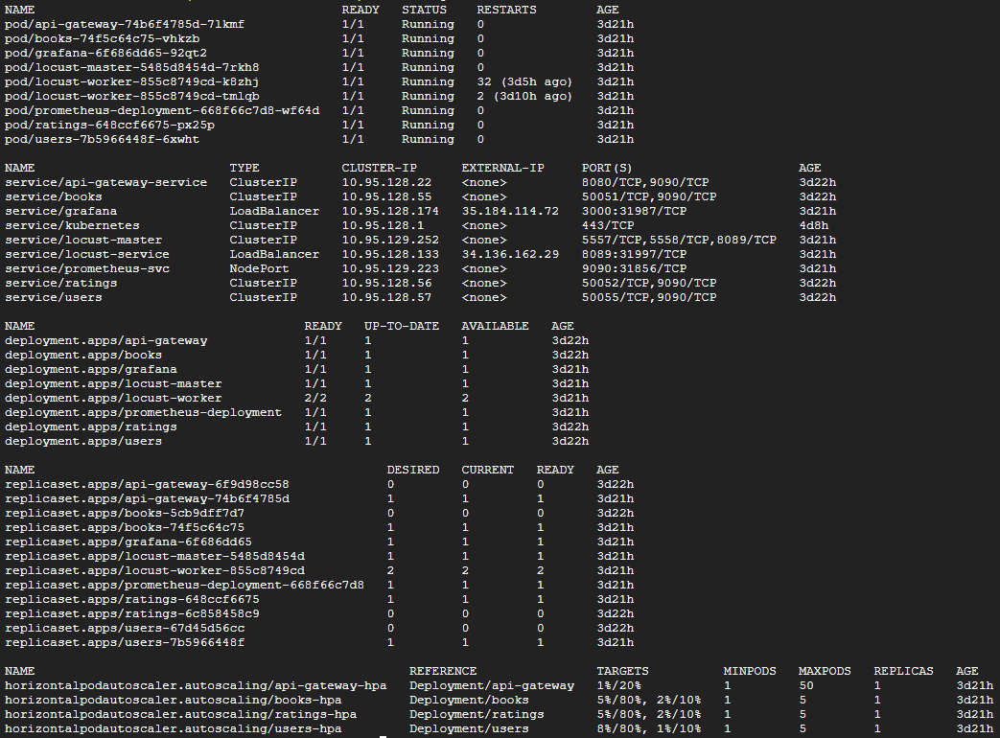 NAME READY STATUS RESTARTS AGE
pod/api-gateway-74b6f4785d-7lkmf 1/1 Running 0 3d21h
pod/books-74f5c64c75-vhkzb 1/1 Running 0 3d21h
pod/grafana-6f686dd65-92qt2 1/1 Running 0 3d21h
pod/locust-master-5485d8454d-7rkh8 1/1 Running 0 3d21h
pod/locust-worker-855c8749cd-k8zhj 1/1 Running 32 (3d5h ago) 3d21h
pod/locust-worker-855c8749cd-tmlqb 1/1 Running 2 (3d10h ago) 3d21h
pod/prometheus-deployment-668f66c7d8-wf64d 1/1 Running 0 3d21h
pod/ratings-648ccf6675-px25p 1/1 Running 0 3d21h
pod/users-7b5966448f-6xwht 1/1 Running 0 3d21h
NAME TYPE CLUSTER-IP EXTERNAL-IP PORT(S) AGE
service/api-gateway-service ClusterIP 10.95.128.22 <none> 8080/TCP,9090/TCP 3d22h
service/books ClusterIP 10.95.128.55 <none> 50051/TCP,9090/TCP 3d22h
service/grafana LoadBalancer 10.95.128.174 35.184.114.72 3000:31987/TCP 3d21h
service/kubernetes ClusterIP 10.95.128.1 <none> 443/TCP 4d8h
service/locust-master ClusterIP 10.95.129.252 <none> 5557/TCP,5558/TCP,8089/TCP 3d21h
service/locust-service LoadBalancer 10.95.128.133 34.136.162.29 8089:31997/TCP 3d21h
service/prometheus-svc NodePort 10.95.129.223 <none> 9090:31856/TCP 3d21h
service/ratings ClusterIP 10.95.128.56 <none> 50052/TCP,9090/TCP 3d22h
service/users ClusterIP 10.95.128.57 <none> 50055/TCP,9090/TCP 3d22h
NAME READY UP-TO-DATE AVAILABLE AGE
deployment.apps/api-gateway 1/1 1 1 3d22h
deployment.apps/books 1/1 1 1 3d22h
deployment.apps/grafana 1/1 1 1 3d21h
deployment.apps/locust-master 1/1 1 1 3d21h
deployment.apps/locust-worker 2/2 2 2 3d21h
deployment.apps/prometheus-deployment 1/1 1 1 3d21h
deployment.apps/ratings 1/1 1 1 3d22h
deployment.apps/users 1/1 1 1 3d22h
NAME DESIRED CURRENT READY AGE
replicaset.apps/api-gateway-6f9d98cc58 0 0 0 3d22h
replicaset.apps/api-gateway-74b6f4785d 1 1 1 3d21h
replicaset.apps/books-5cb9dff7d7 0 0 0 3d22h
replicaset.apps/books-74f5c64c75 1 1 1 3d21h
replicaset.apps/grafana-6f686dd65 1 1 1 3d21h
replicaset.apps/locust-master-5485d8454d 1 1 1 3d21h
replicaset.apps/locust-worker-855c8749cd 2 2 2 3d21h
replicaset.apps/prometheus-deployment-668f66c7d8 1 1 1 3d21h
replicaset.apps/ratings-648ccf6675 1 1 1 3d21h
replicaset.apps/ratings-6c858458c9 0 0 0 3d22h
replicaset.apps/users-67d45d56cc 0 0 0 3d22h
replicaset.apps/users-7b5966448f 1 1 1 3d21h
NAME REFERENCE TARGETS MINPODS MAXPODS REPLICAS AGE
horizontalpodautoscaler.autoscaling/api-gateway-hpa Deployment/api-gateway 1%/20% 1 50 1 3d21h
horizontalpodautoscaler.autoscaling/books-hpa Deployment/books 5%/80%, 2%/10% 1 5 1 3d21h
horizontalpodautoscaler.autoscaling/ratings-hpa Deployment/ratings 5%/80%, 2%/10% 1 5 1 3d21h
horizontalpodautoscaler.autoscaling/users-hpa Deployment/users 8%/80%, 1%/10% 1 5 1 3d21h